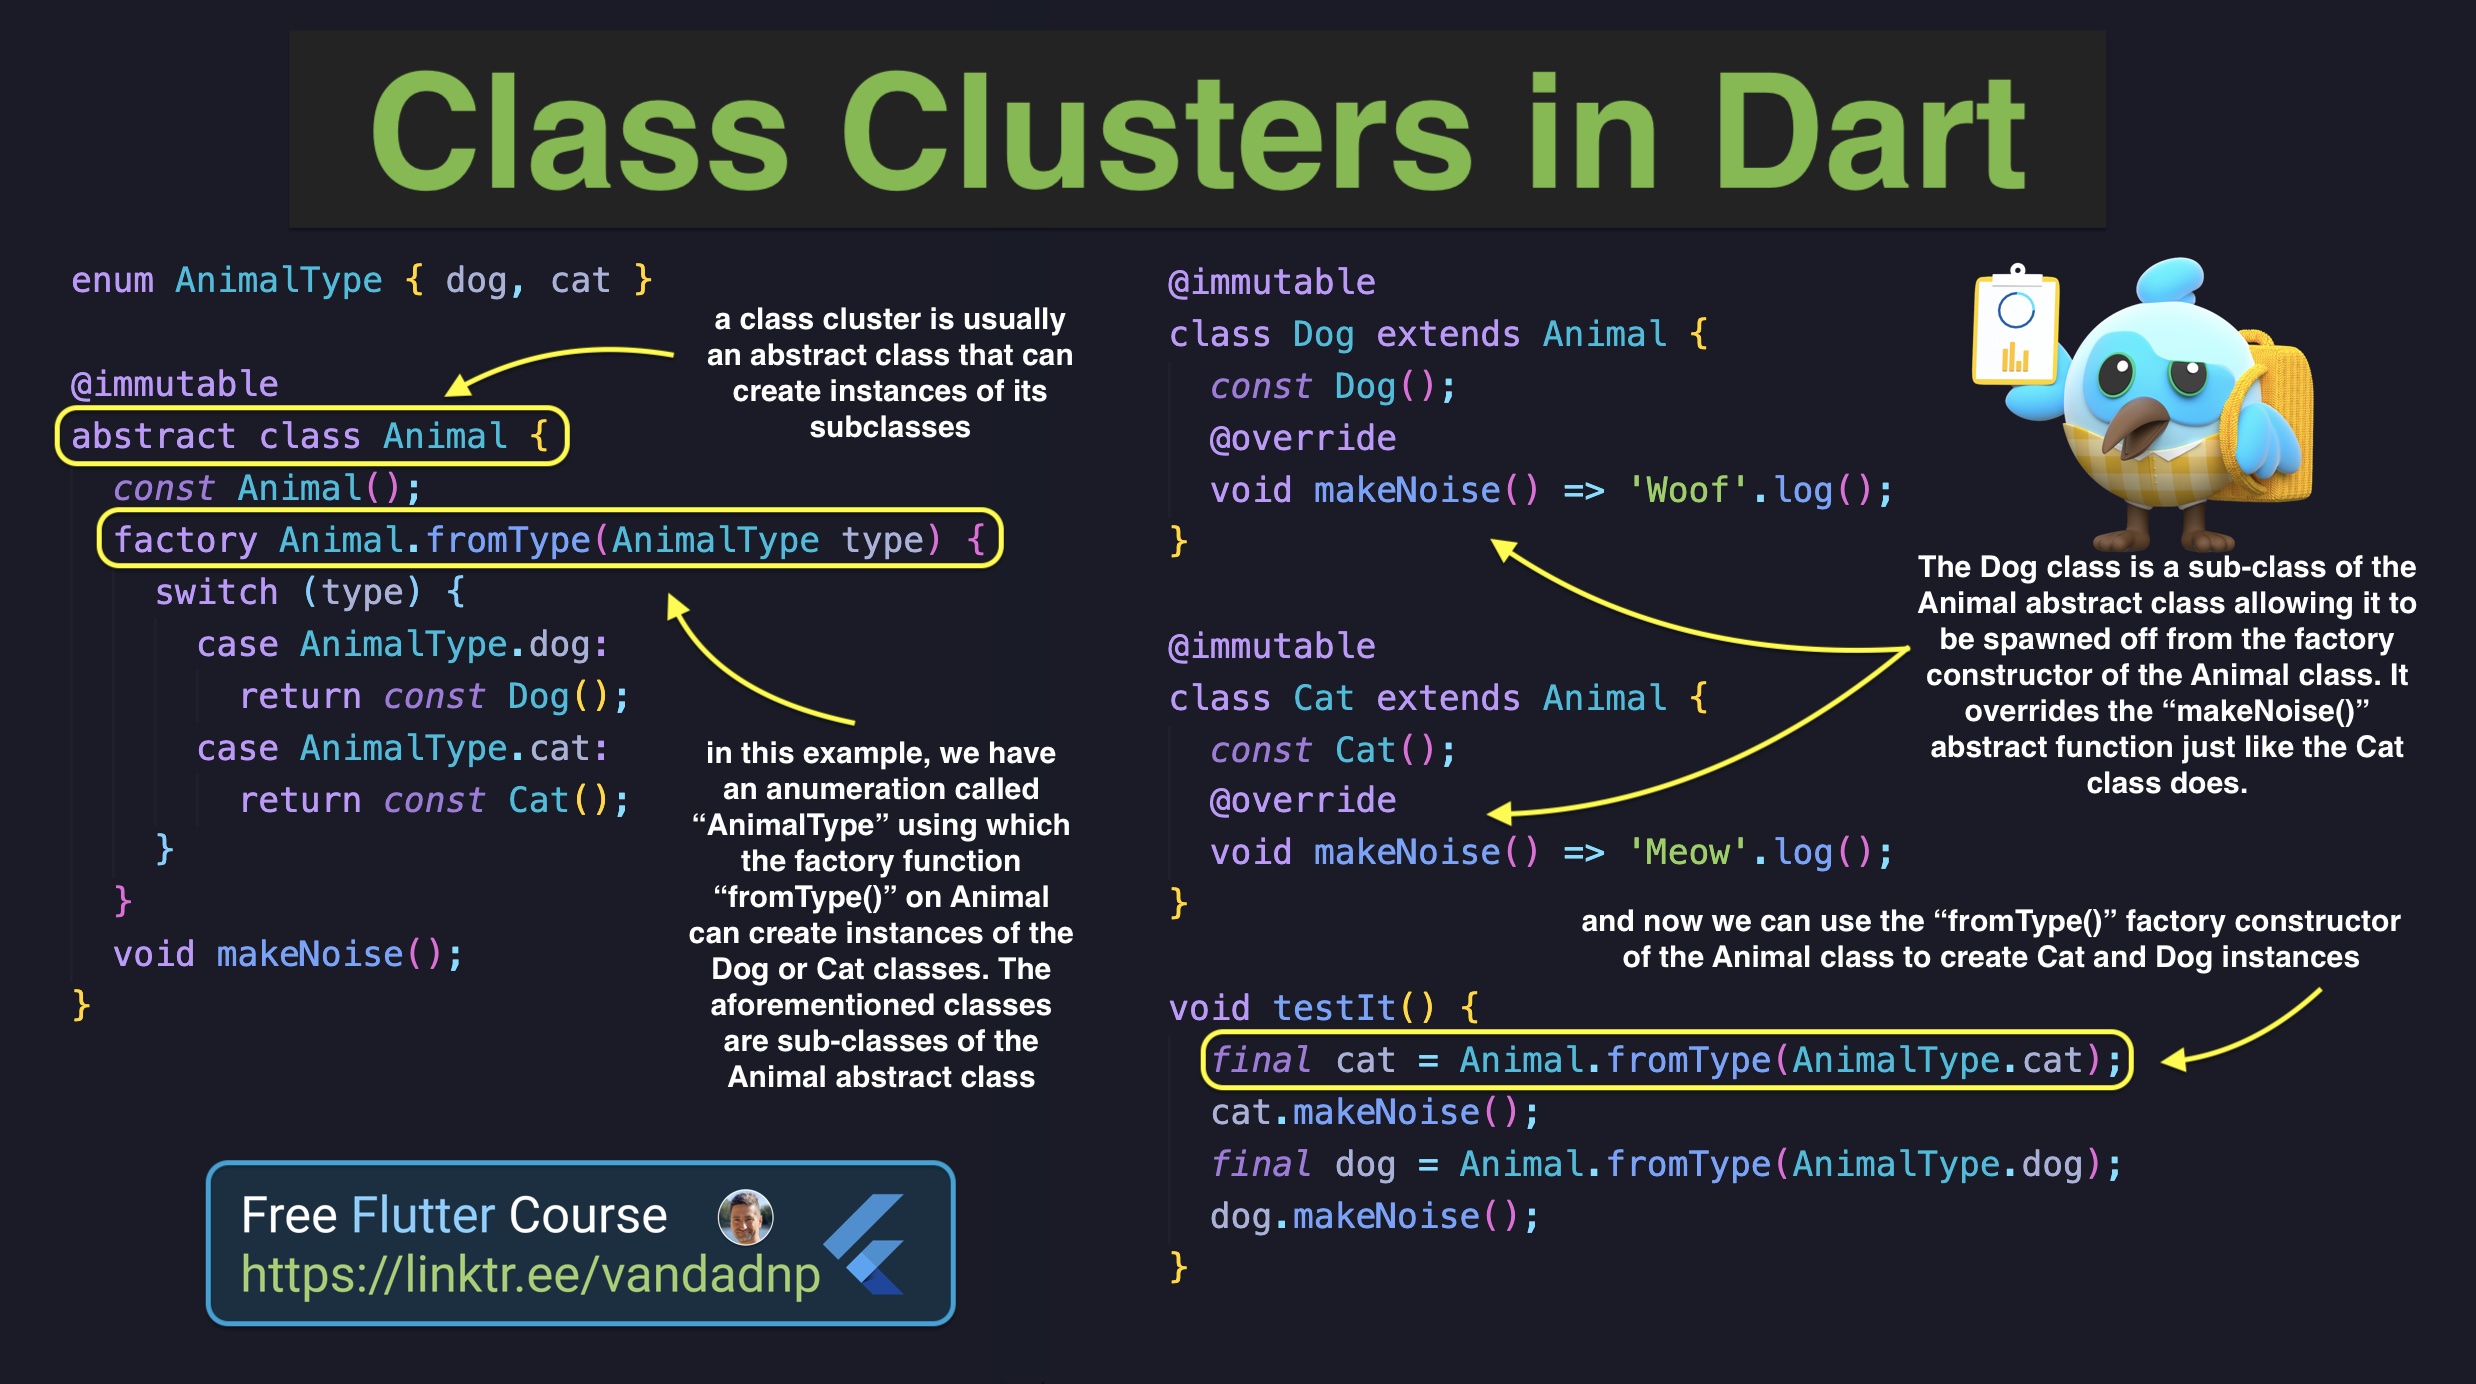 Class Clusters in Dart
enum AnimalType { dog, cat }
a class cluster is usually
an abstract class that can
create instances of its
subclasses
@immutable
abstract class Animal {
const Animal();
factory Animal.fromType(AnimalType type) {
switch (type) {
case AnimalType.dog:
return const Dog();
case AnimalType.cat:
return const Cat();
}
}
void makeNoise();
}
in this example, we have
an anumeration called
“AnimalType” using which
the factory function
“fromType()” on Animal
can create instances of the
Dog or Cat classes. The
aforementioned classes
are sub-classes of the
Animal abstract class
Free Flutter Course
https://linktr.ee/vandadnp
@immutable
class Dog extends Animal {
const Dog();
@override
void makeNoise() => 'Woof'.log();
}
The Dog class is a sub-class of the
Animal abstract class allowing it to
be spawned off from the factory
constructor of the Animal class. It
overrides the “makeNoise()”
abstract function just like the Cat
class does.
@immutable
class Cat extends Animal {
const Cat();
@override
void makeNoise() => 'Meow'.log();
}
and now we can use the “fromType()” factory constructor
of the Animal class to create Cat and Dog instances
void testIt() {
final cat = Animal.fromType(AnimalType.cat);
cat.makeNoise();
final dog = Animal.fromType(AnimalType.dog);
dog.makeNoise();
}